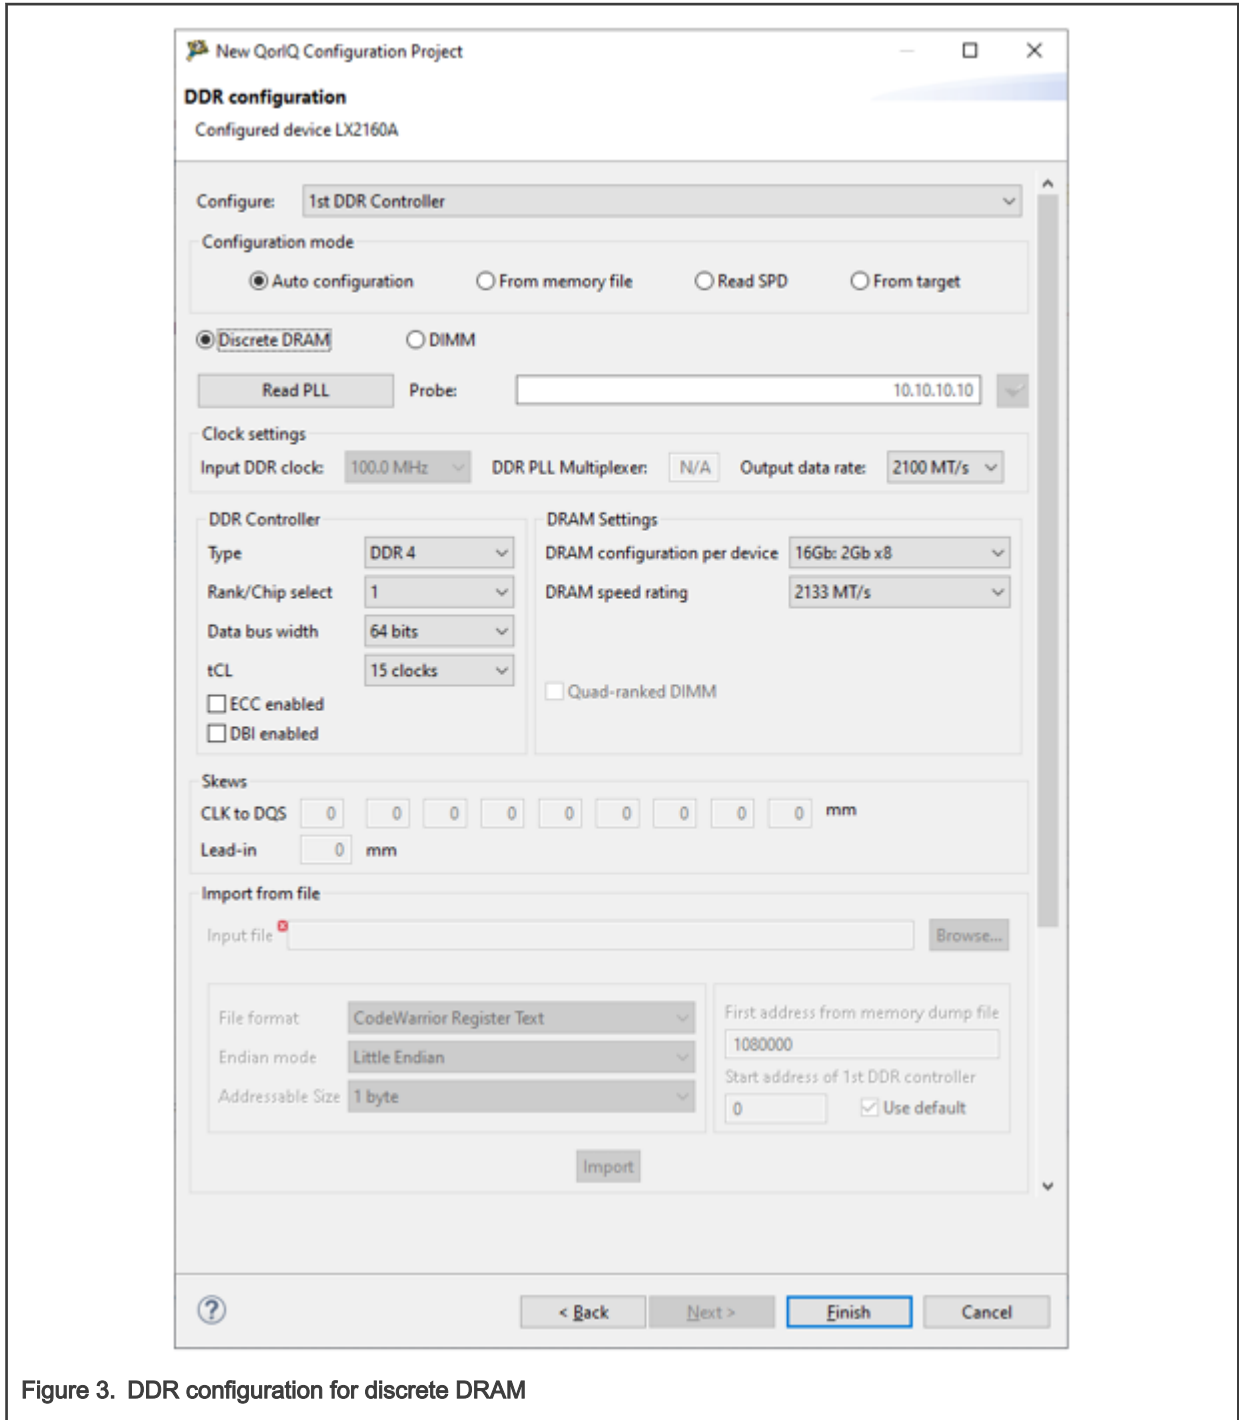 New QorIQ Configuration Project
DDR configuration
Configured device LX2160A
Configure: 1st DDR Controller
Configuration mode
Auto configuration From memory file Read SPD From target
Discrete DRAM DIMM
Read PLL Probe: 10.10.10.10
Clock settings
Input DDR clock: 100.0 MHz DDR PLL Multiplexer: N/A Output data rate: 2100 MT/s
DDR Controller DRAM Settings
Type DDR 4 DRAM configuration per device 16Gb: 2Gb x8
Rank/Chip select 1 DRAM speed rating 2133 MT/s
Data bus width 64 bits
tCL 15 clocks
Quad-ranked DIMM
ECC enabled
DBI enabled
Skews
CLK to DQS 0 0 0 0 0 0 0 0 0 mm
Lead-in 0 mm
Import from file
Input file Browse...
File format CodeWarrior Register Text First address from memory dump file
1080000
Endian mode Little Endian
Start address of 1st DDR controller
Addressable Size 1 byte 0 Use default
Import
< Back Next > Finish Cancel
Figure 3. DDR configuration for discrete DRAM